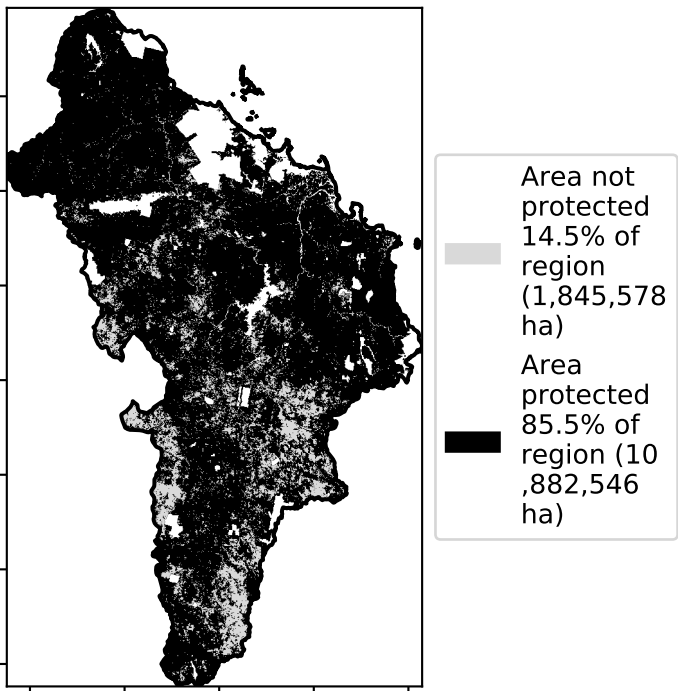 Area not
protected
14.5% of
region
(1,845,578
ha)
Area
protected
85.5% of
region (10
,882,546
ha)